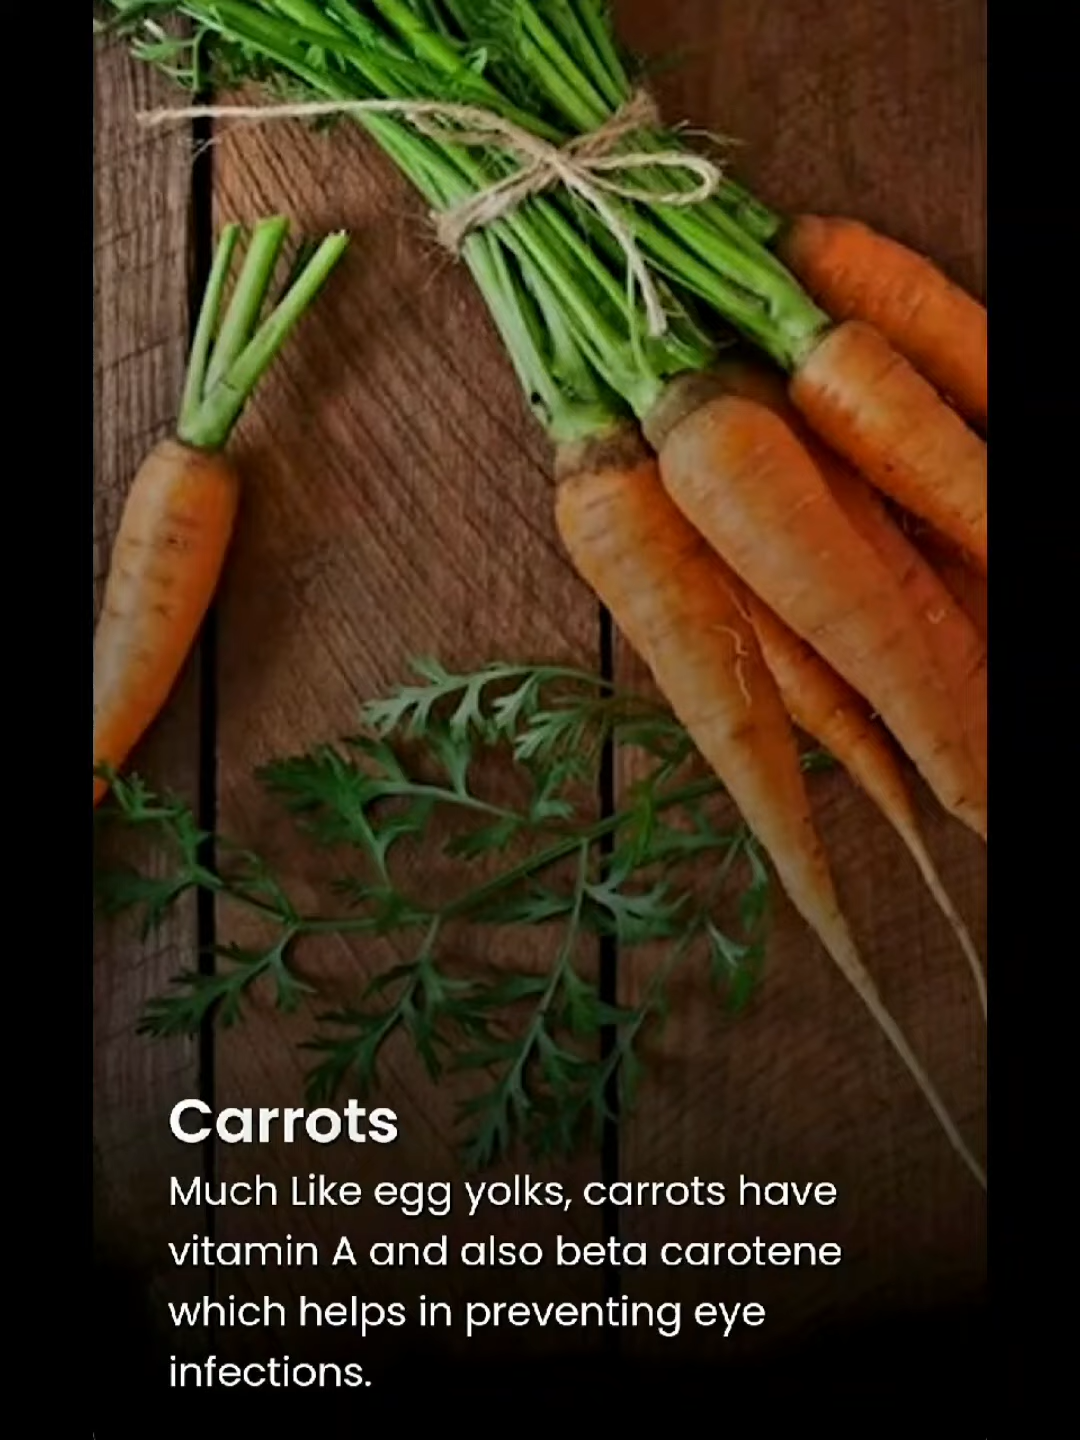 Carrots
Much Like egg yolks, carrots have
vitamin A and also beta carotene
which helps in preventing eye
infections.